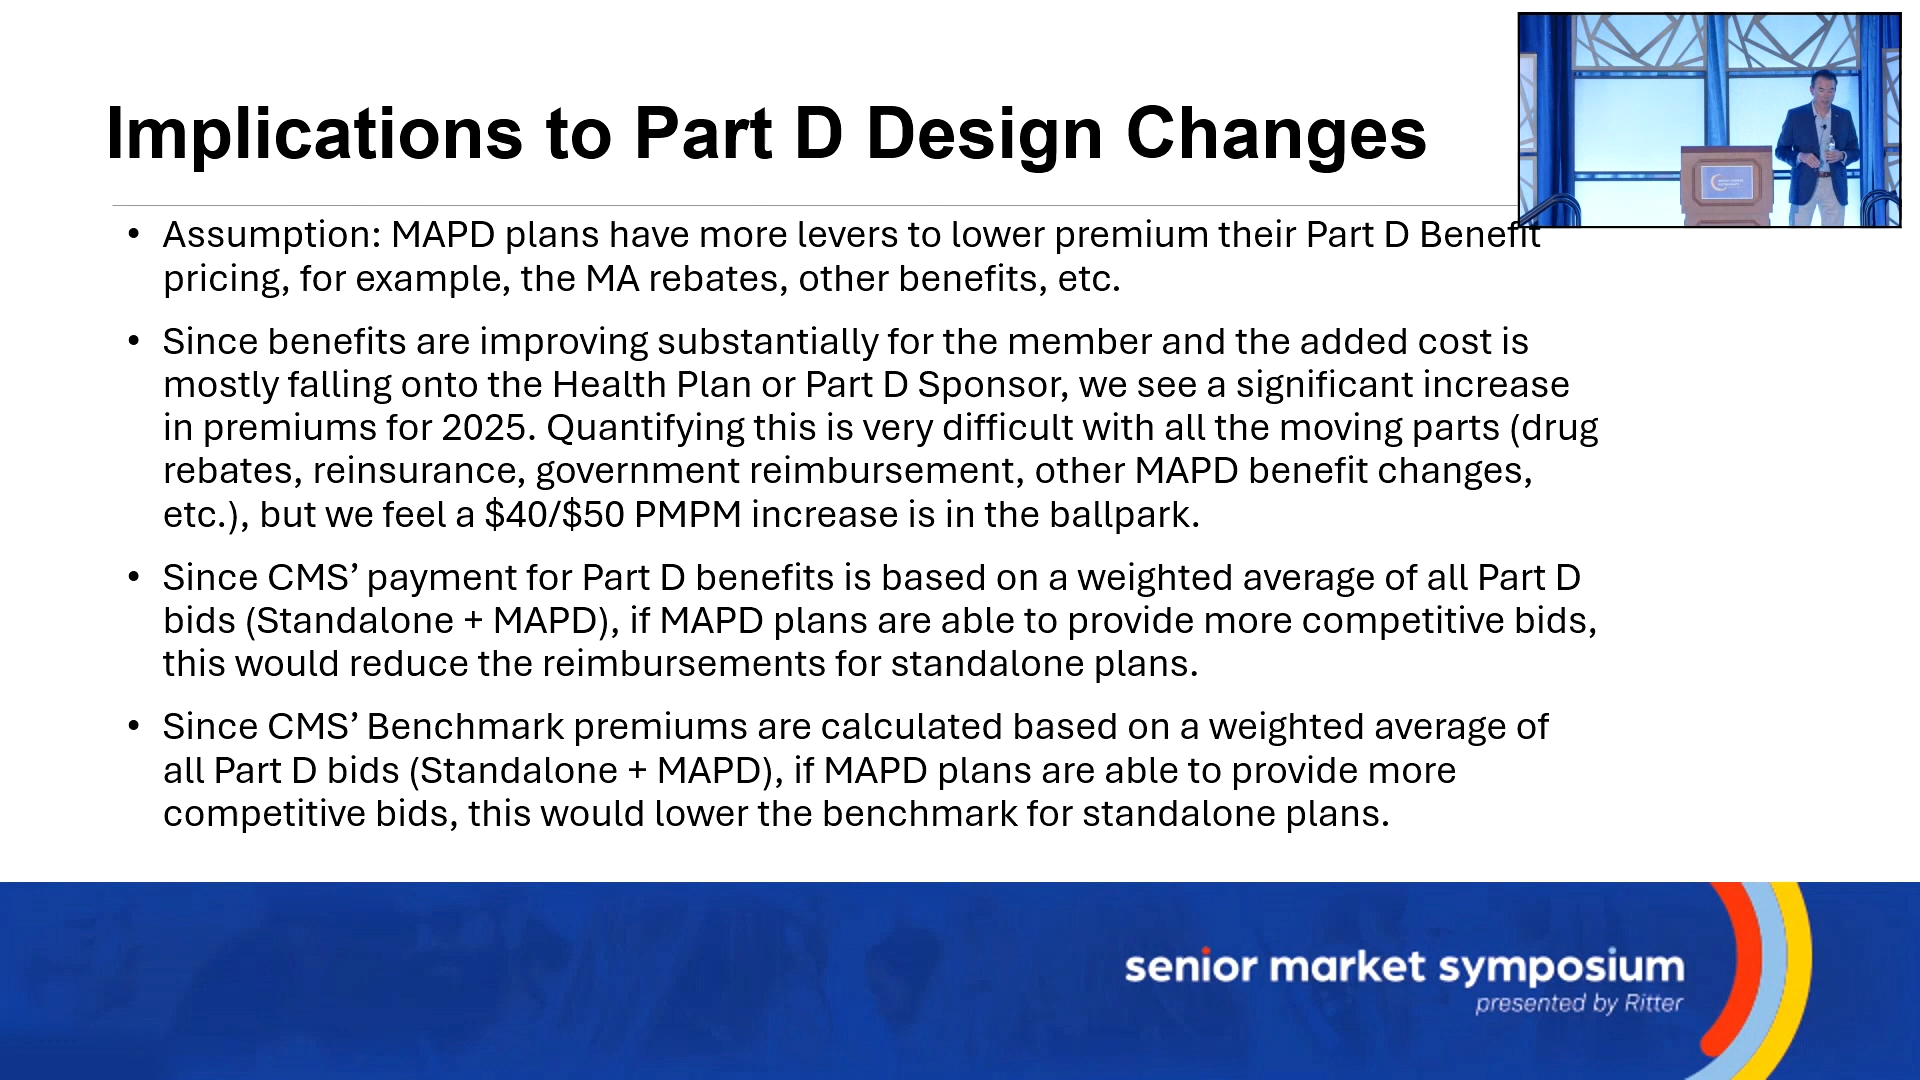 Implications to Part D Design Changes
• Assumption: MAPD plans have more levers to lower premium their Part D Benefit
pricing, for example, the MA rebates, other benefits, etc.
• Since benefits are improving substantially for the member and the added cost is
mostly falling onto the Health Plan or Part D Sponsor, we see a significant increase
in premiums for 2025. Quantifying this is very difficult with all the moving parts (drug
rebates, reinsurance, government reimbursement, other MAPD benefit changes,
etc.), but we feel a $40/$50 PMPM increase is in the ballpark.
• Since CMS’ payment for Part D benefits is based on a weighted average of all Part D
bids (Standalone + MAPD), if MAPD plans are able to provide more competitive bids,
this would reduce the reimbursements for standalone plans.
• Since CMS’ Benchmark premiums are calculated based on a weighted average of
all Part D bids (Standalone + MAPD), if MAPD plans are able to provide more
competitive bids, this would lower the benchmark for standalone plans.
senior market symposium
presented by Ritter